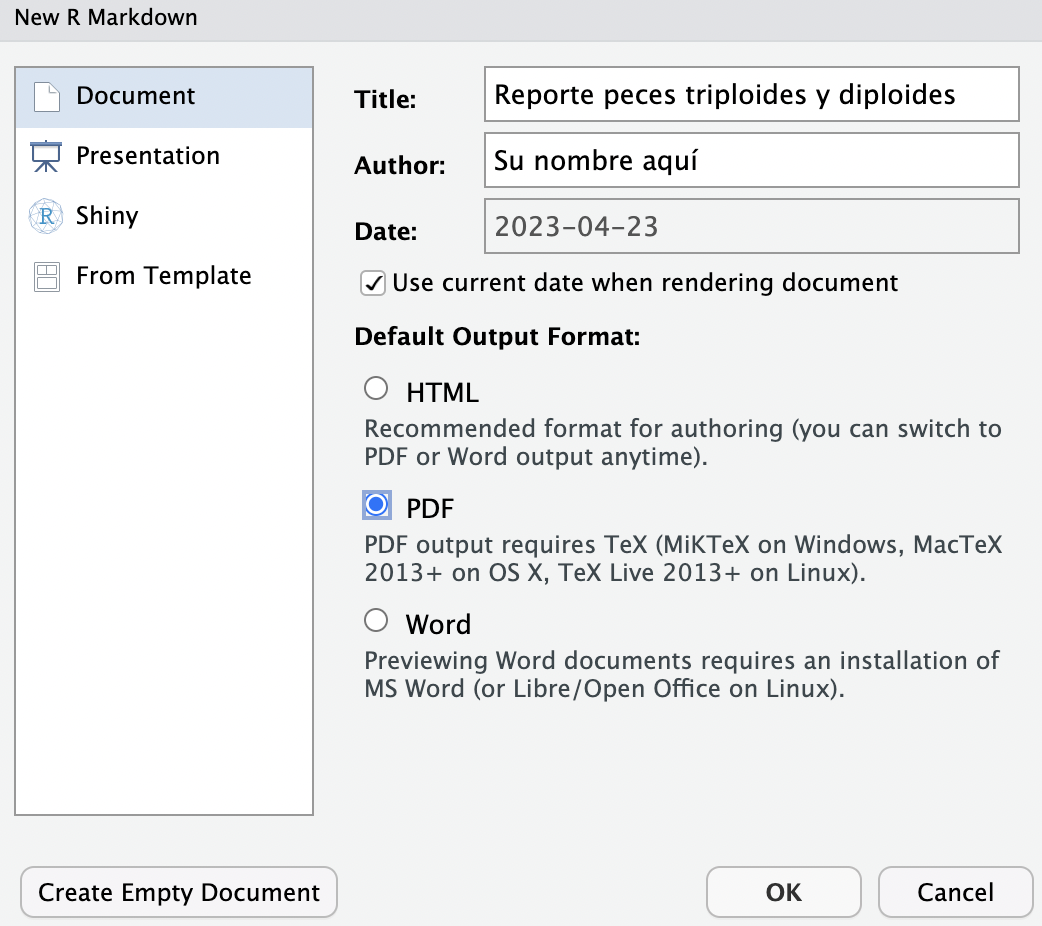 New R Markdown
Document
Presentation
Shiny
From Template
Title: Reporte peces triploides y diploides
Author: Su nombre aquí
Date: 2023-04-23
Use current date when rendering document
Default Output Format:
HTML
Recommended format for authoring (you can switch to
PDF or Word output anytime).
PDF
PDF output requires TeX (MiKTeX on Windows, MacTeX
2013+ on OS X, TeX Live 2013+ on Linux).
Word
Previewing Word documents requires an installation of
MS Word (or Libre/Open Office on Linux).
Create Empty Document
OK
Cancel